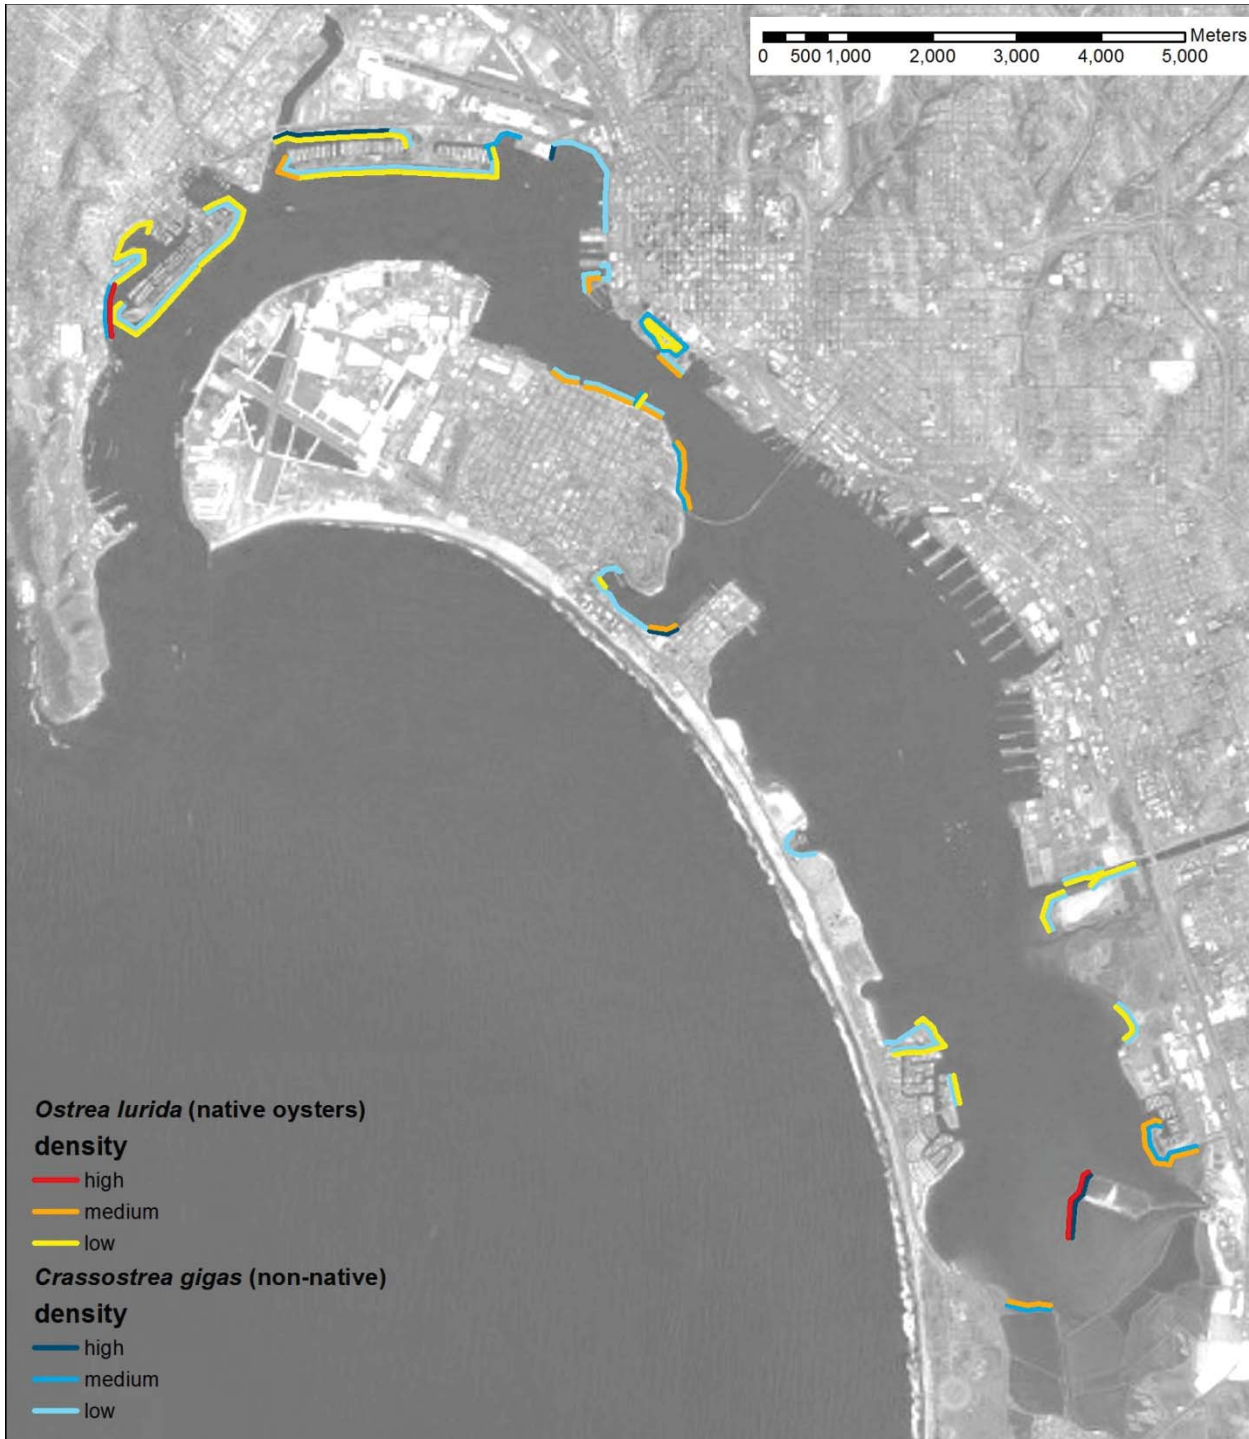 Meters
0 500 1,000 2,000 3,000 4,000 5,000
Ostrea lurida (native oysters)
density
high
medium
low
Crassostrea gigas (non-native)
density
high
medium
low